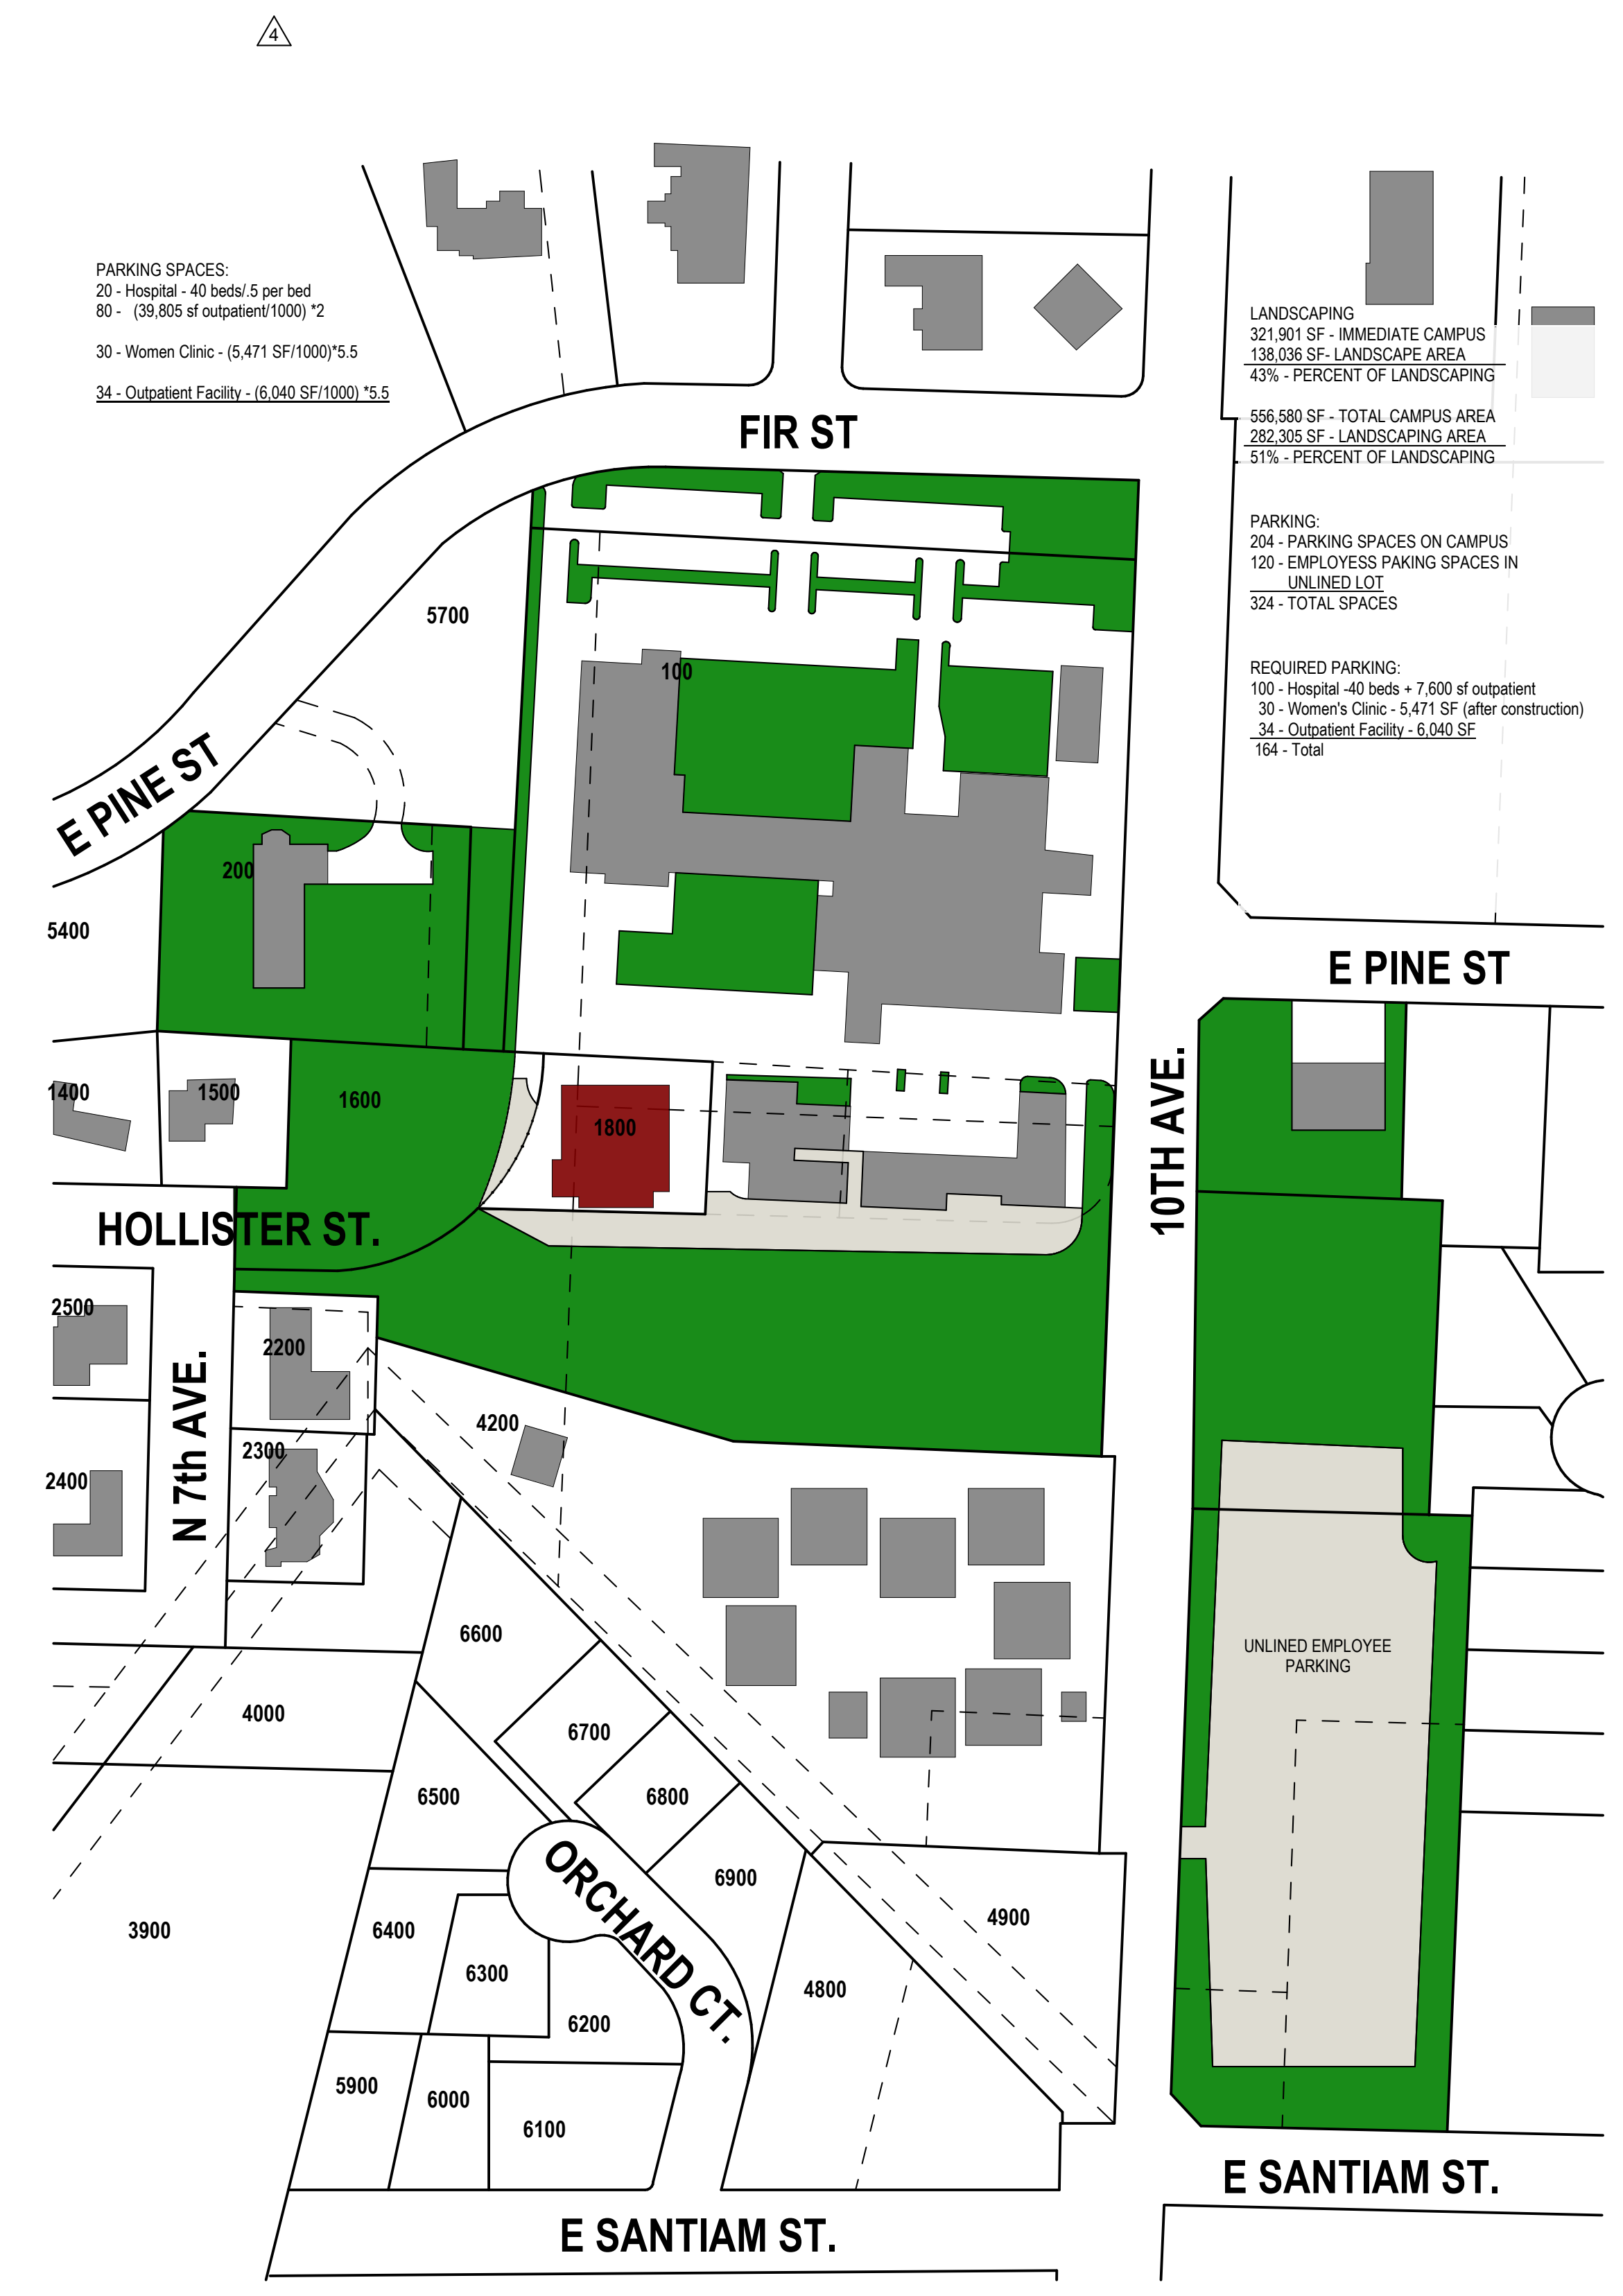 4
PARKING SPACES:
20 - Hospital - 40 beds/.5 per bed
80 - (39,805 sf outpatient/1000) *2
30 - Women Clinic - (5,471 SF/1000)*5.5
34 - Outpatient Facility - (6,040 SF/1000) *5.5
LANDSCAPING
321,901 SF - IMMEDIATE CAMPUS
138,036 SF- LANDSCAPE AREA
43% - PERCENT OF LANDSCAPING
556,580 SF - TOTAL CAMPUS AREA
282,305 SF - LANDSCAPING AREA
51% - PERCENT OF LANDSCAPING
PARKING:
204 - PARKING SPACES ON CAMPUS
120 - EMPLOYESS PAKING SPACES IN
UNLINED LOT
324 - TOTAL SPACES
REQUIRED PARKING:
100 - Hospital -40 beds + 7,600 sf outpatient
30 - Women's Clinic - 5,471 SF (after construction)
34 - Outpatient Facility - 6,040 SF
164 - Total
FIR ST
5700
100
E PINE ST
200
5400
E PINE ST
1400
1500
1600
1800
10TH AVE.
HOLLISTER ST.
2500
2200
N 7th AVE.
4200
2300
2400
6600
UNLINED EMPLOYEE
PARKING
4000
6700
6500
6800
ORCHARD CT.
6900
3900
6400
4900
6300
4800
6200
5900
6000
6100
E SANTIAM ST.
E SANTIAM ST.